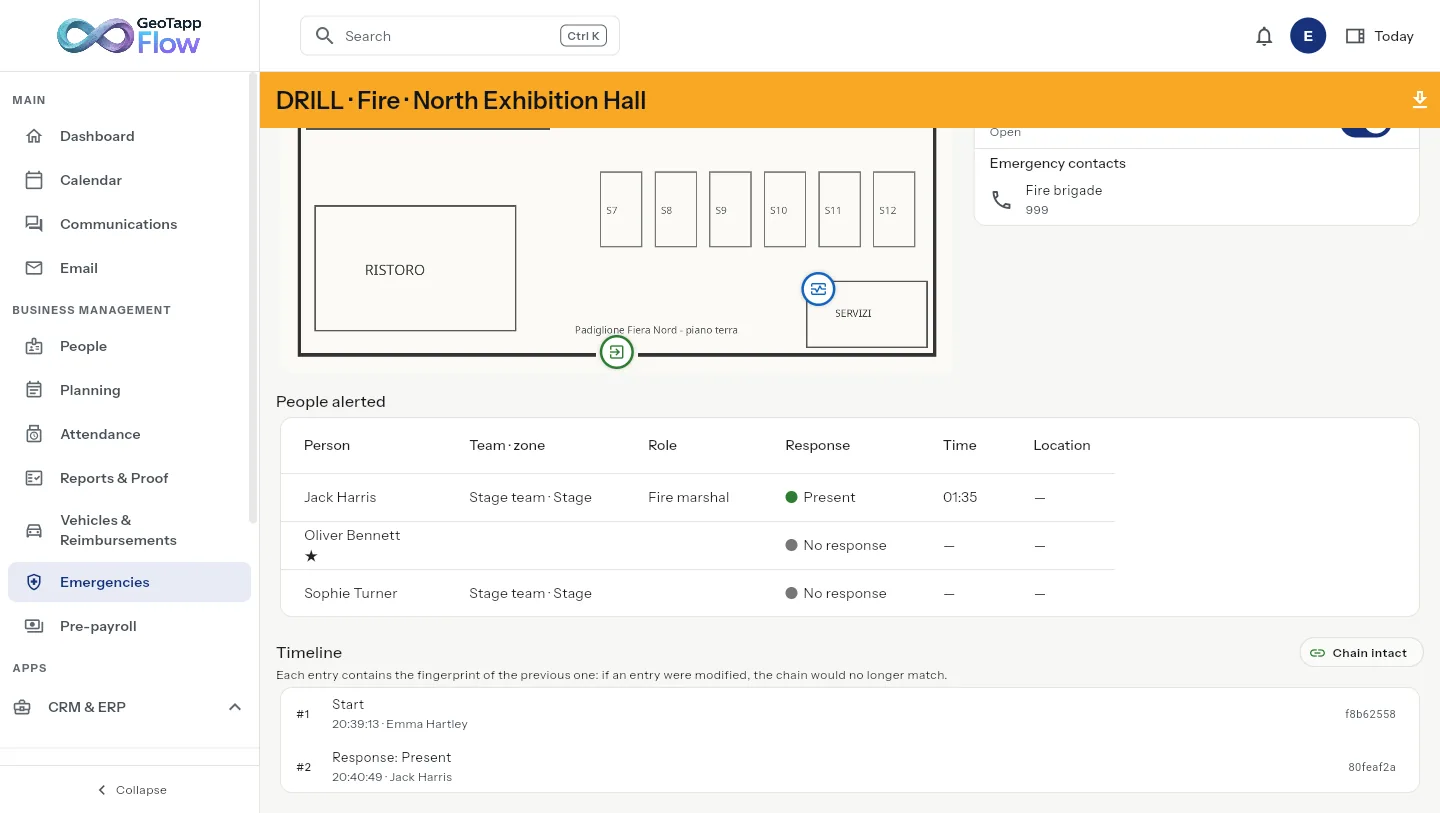 GeoTapp
Flow
Search
Ctrl K
E
Today
MAIN
Dashboard
Calendar
Communications
Email
BUSINESS MANAGEMENT
People
Planning
Attendance
Reports & Proof
Vehicles &
Reimbursements
Emergencies
Pre-payroll
APPS
CRM & ERP
Collapse
DRILL · Fire · North Exhibition Hall
S7
S8
S9
S10
S11
S12
RISTORO
SERVIZI
Padiglione Fiera Nord - piano terra
Open
Emergency contacts
Fire brigade
999
People alerted
Person Team · zone Role Response Time Location
Jack Harris Stage team · Stage Fire marshal Present 01:35 —
Oliver Bennett
★ No response — —
Sophie Turner Stage team · Stage No response — —
Timeline
Chain intact
Each entry contains the fingerprint of the previous one: if an entry were modified, the chain would no longer match.
#1 Start
20:39:13 · Emma Hartley
f8b62558
#2 Response: Present
20:40:49 · Jack Harris
80feaf2a